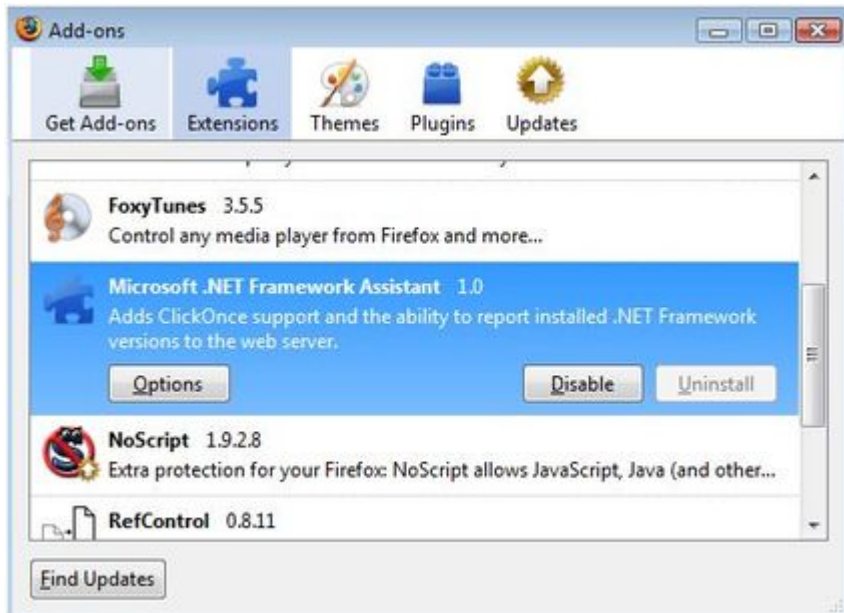 Add-ons
Get Add-ons Extensions Themes Plugins Updates
FoxyTunes 3.5.5
Control any media player from Firefox and more...
Microsoft .NET Framework Assistant 1.0
Adds ClickOnce support and the ability to report installed .NET Framework
versions to the web server.
Options Disable Uninstall
NoScript 1.9.2.8
Extra protection for your Firefox: NoScript allows JavaScript, Java (and other...
RefControl 0.8.11
Find Updates